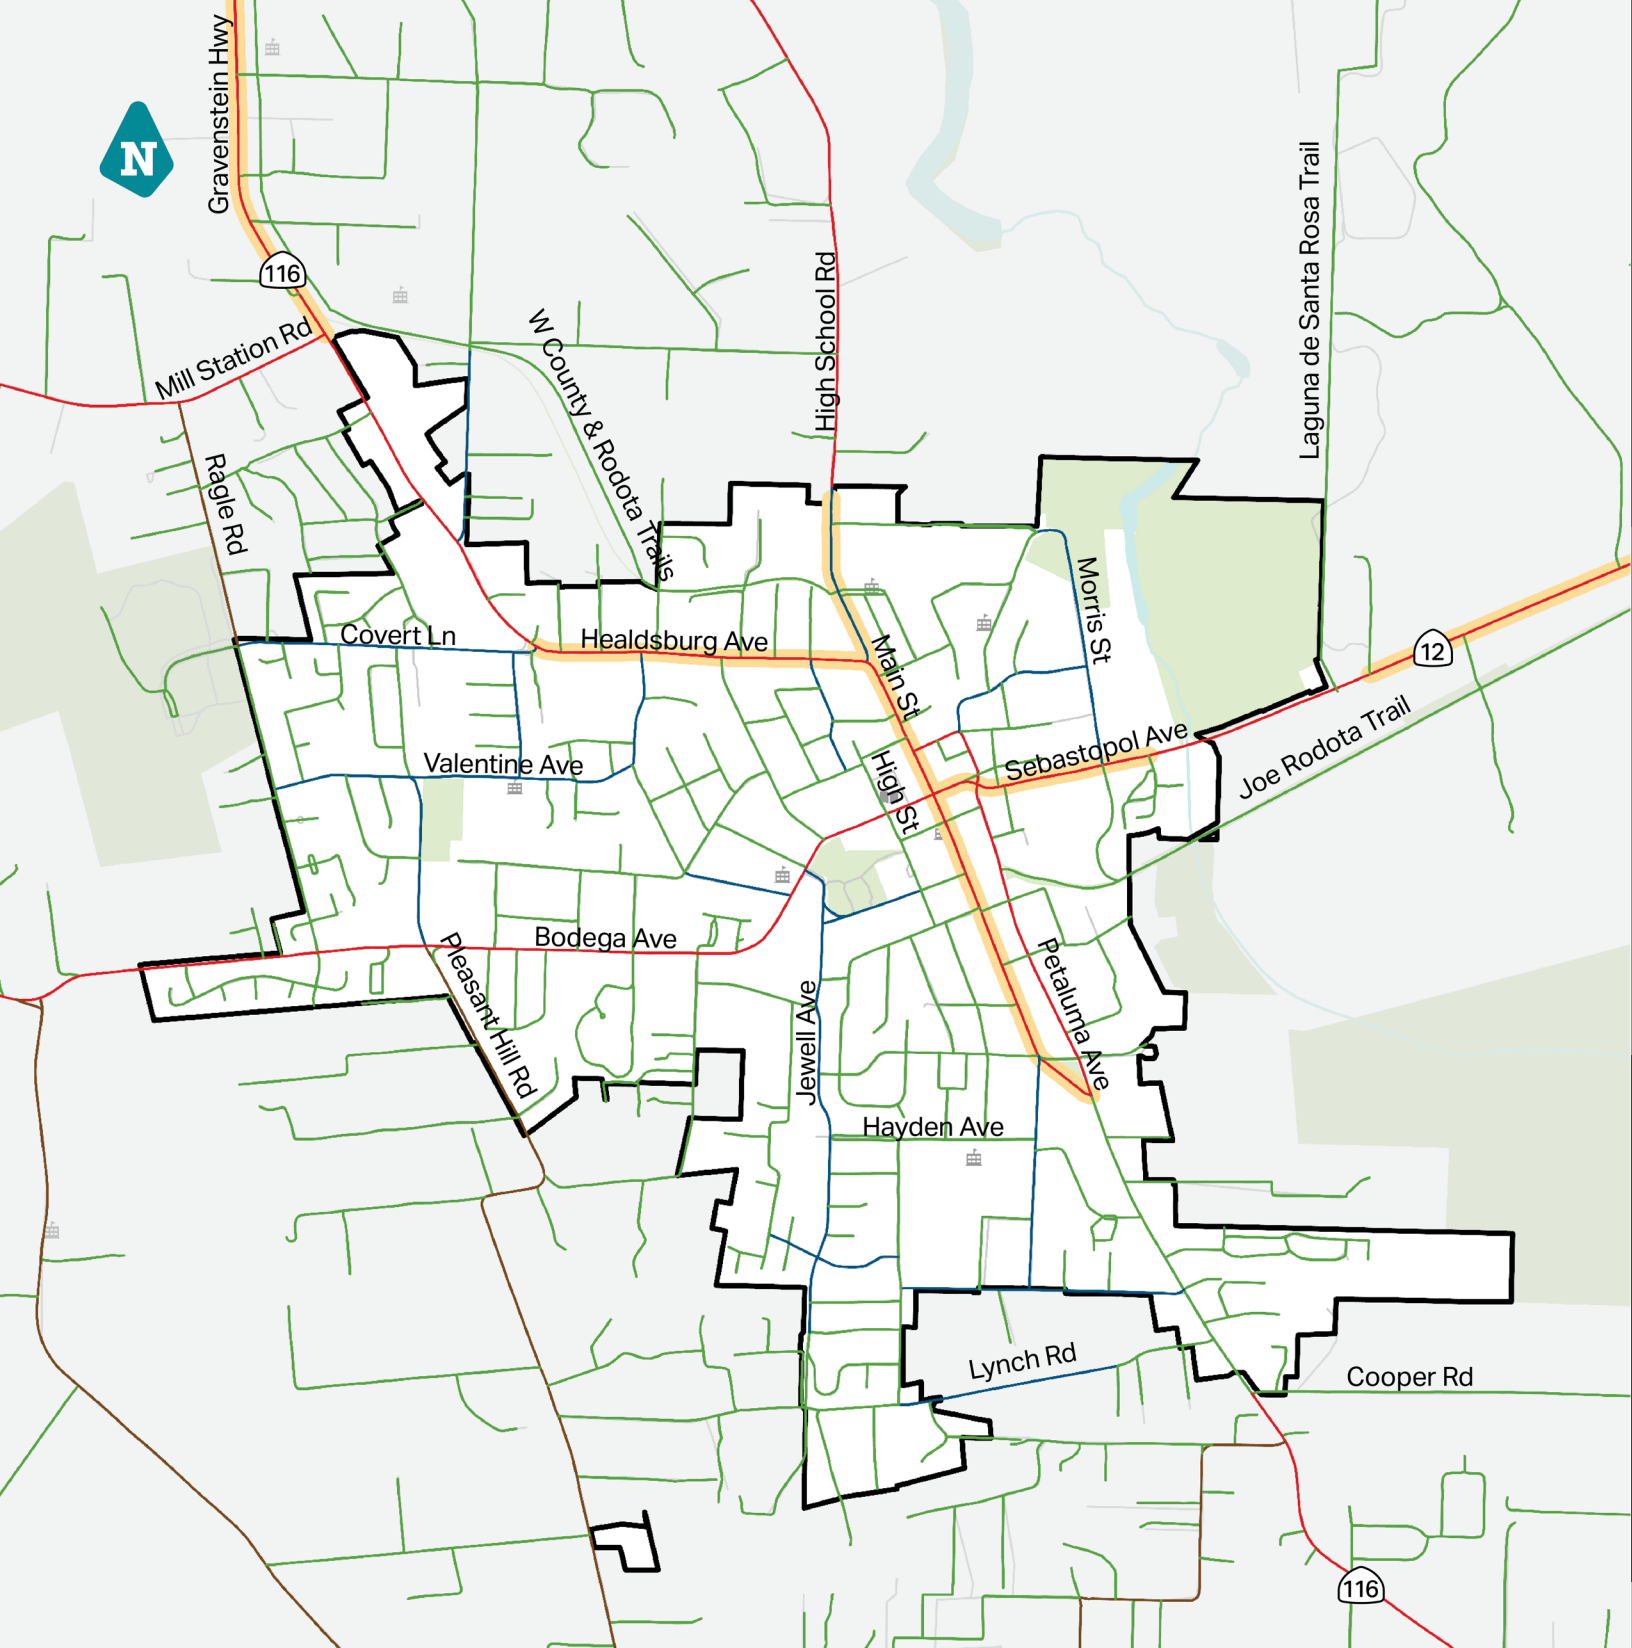 Gravenstein Hwy
N
116
Mill Station Rd
High School Rd
Laguna de Santa Rosa Trail
W County & Rodota Trails
Ragle Rd
Morris St
Covert Ln
Healdsburg Ave
Main St
12
Valentine Ave
High St
Sebastopol Ave
Joe Rodota Trail
Bodega Ave
Pleasant Hill Rd
Petaluma Ave
Jewell Ave
Hayden Ave
Lynch Rd
Cooper Rd
116